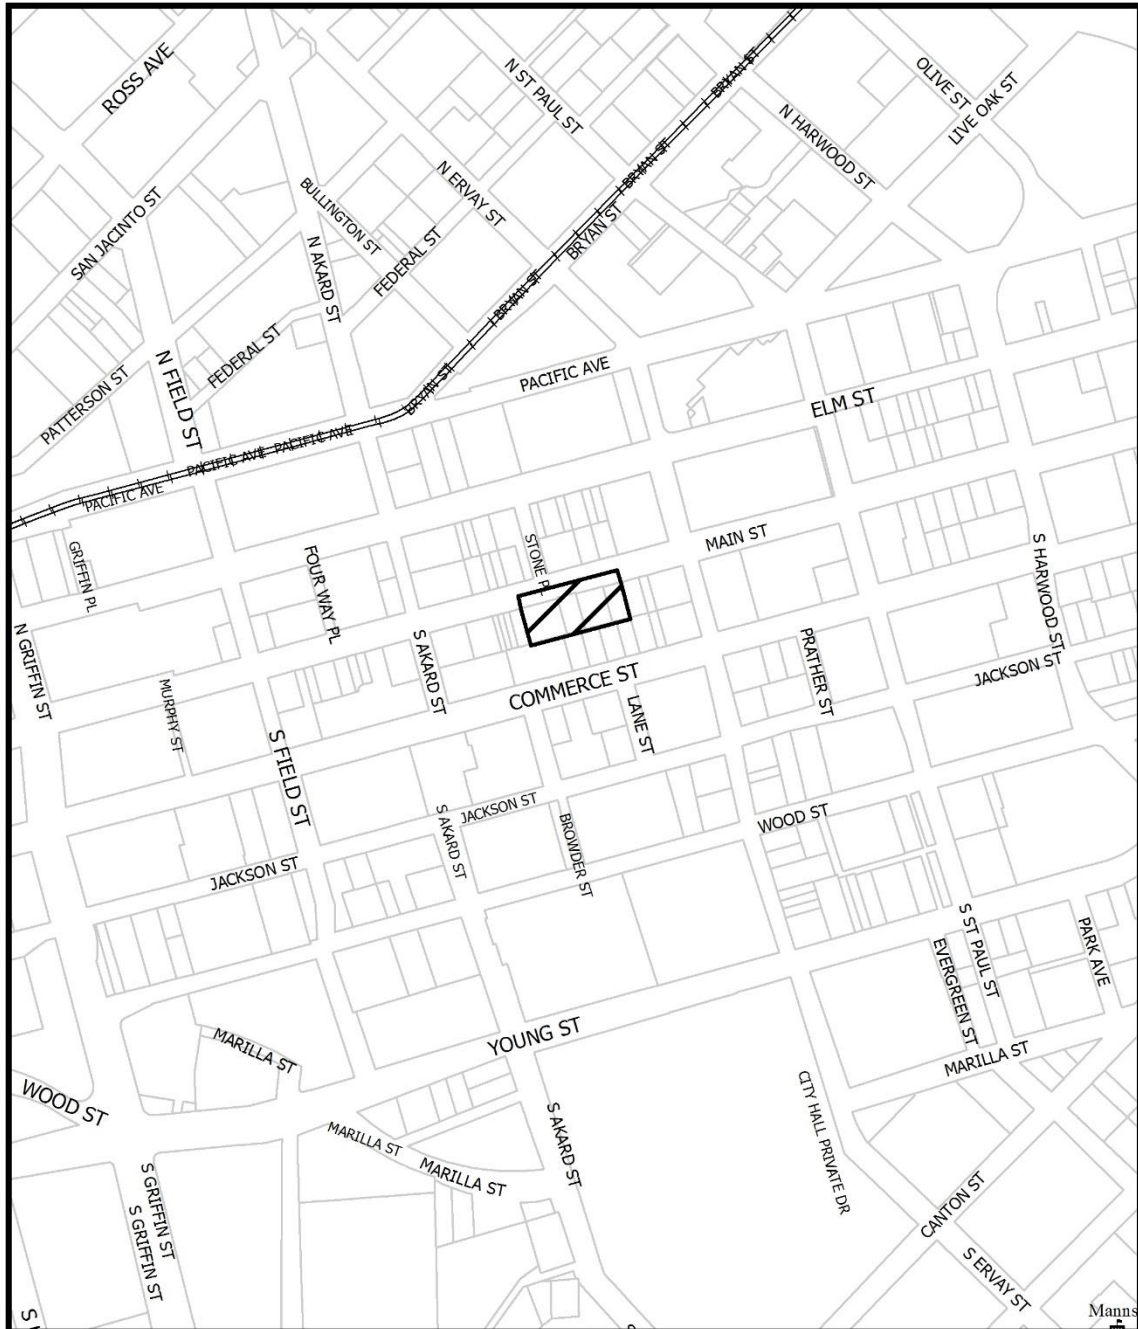 ROSS AVE
N ST PAUL ST
BRYAN ST
OLIVE ST
LIVE OAK ST
N HARWOOD ST
BRYAN ST
N ERVAY ST
BULLINGTON ST
SAN JACINTO ST
BRYAN ST
FEDERAL ST
N AKARD ST
BRYAN ST
FEDERAL ST
N FIELD ST
PATTERSON ST
PACIFIC AVE
BRYAN ST
ELM ST
PACIFIC AVE
PACIFIC AVE
PACIFIC AVE
MAIN ST
STONE PL
GRIFFIN PL
FOUR WAY PL
S HARWOOD ST
N GRIFFIN ST
S AKARD ST
PRATHER ST
JACKSON ST
COMMERCE ST
MURPHY ST
LANE ST
S FIELD ST
JACKSON ST
S AKARD ST
BROWDER ST
WOOD ST
JACKSON ST
S ST PAUL ST
PARK AVE
EVERGREEN ST
YOUNG ST
MARILLA ST
MARILLA ST
WOOD ST
CITY HALL PRIVATE DR
S AKARD ST
MARILLA ST
MARILLA ST
S GRIFFIN ST
S GRIFFIN ST
CANTON ST
S ERVAY ST
Manns